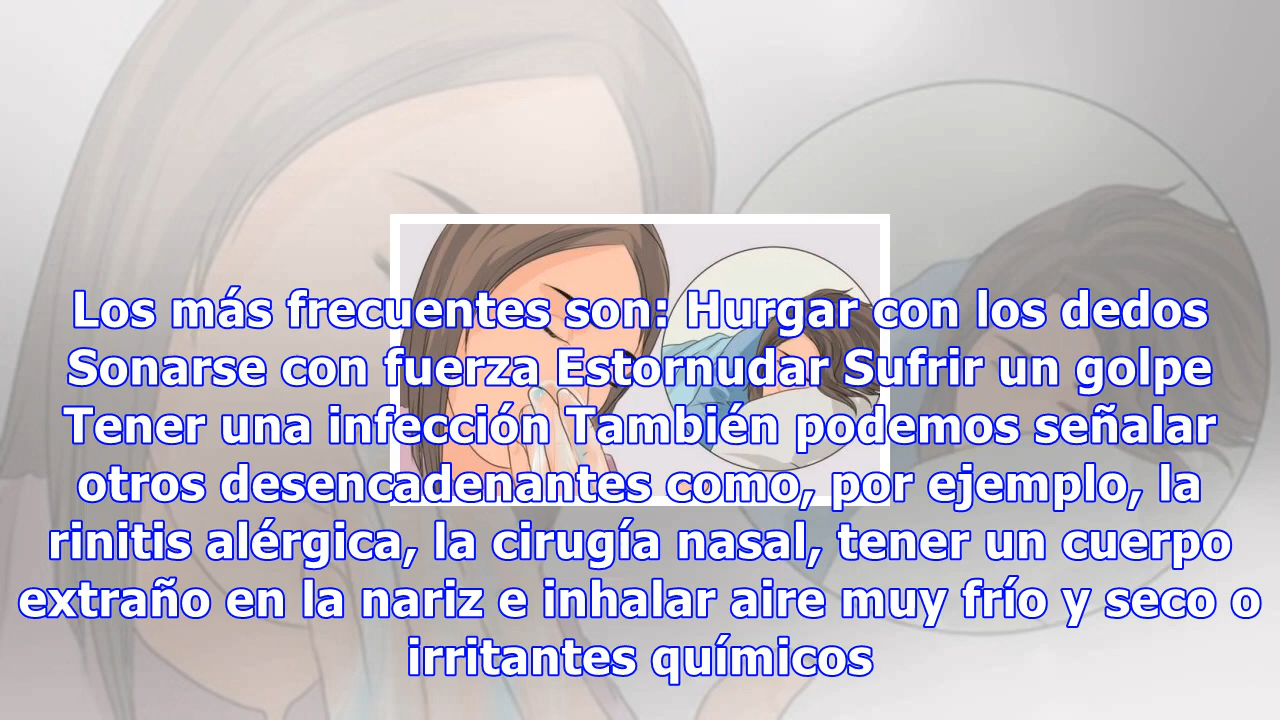 Los más frecuentes son: Hurgar con los dedos
Sonarse con fuerza Estornudar Sufrir un golpe
Tener una infección También podemos señalar
otros desencadenantes como, por ejemplo, la
rinitis alérgica, la cirugía nasal, tener un cuerpo
extraño en la nariz e inhalar aire muy frío y seco o
irritantes químicos